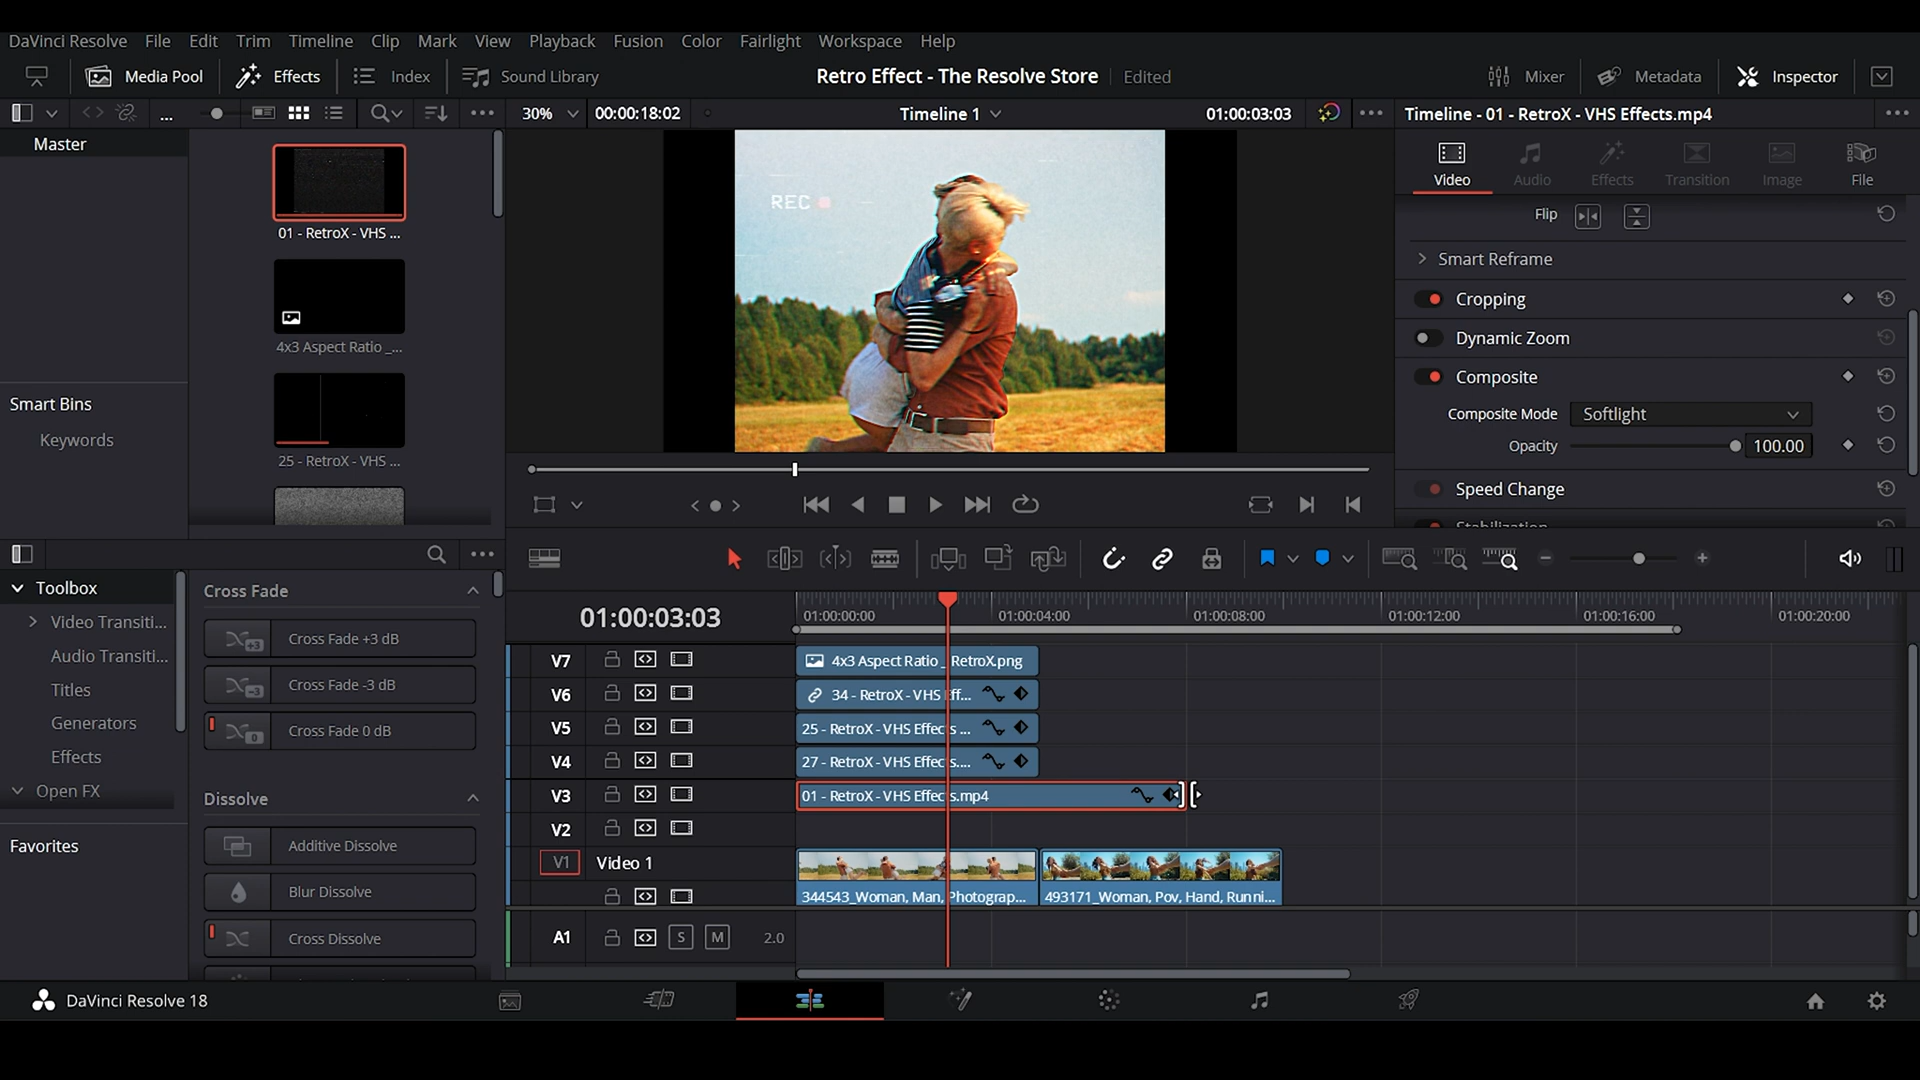 DaVinci Resolve File Edit Trim Timeline Clip Mark View Playback Fusion Color Fairlight Workspace Help
Media Pool Effects Index Sound Library Retro Effect - The Resolve Store Edited Mixer Metadata Inspector
... 30% 00:00:18:02 Timeline 1 01:00:03:03 Timeline - 01 - RetroX - VHS Effects.mp4
Master
01 - RetroX - VHS ...
4x3 Aspect Ratio _...
25 - RetroX - VHS ...
Smart Bins
Keywords
REC
Video Audio Effects Transition Image File
Flip
Smart Reframe
Cropping
Dynamic Zoom
Composite
Composite Mode Softlight
Opacity 100.00
Speed Change
Stabilization
Toolbox
Video Transiti...
Audio Transiti...
Titles
Generators
Effects
Open FX
Favorites
Cross Fade
+3 Cross Fade +3 dB
-3 Cross Fade -3 dB
0 Cross Fade 0 dB
Dissolve
Additive Dissolve
Blur Dissolve
Cross Dissolve
01:00:03:03 01:00:00:00 01:00:04:00 01:00:08:00 01:00:12:00 01:00:16:00 01:00:20:00
V7 4x3 Aspect Ratio _ RetroX.png
V6 34 - RetroX - VHS Eff...
V5 25 - RetroX - VHS Effects ...
V4 27 - RetroX - VHS Effects....
V3 01 - RetroX - VHS Effects.mp4
V2
V1 Video 1
344543_Woman, Man, Photograp... 493171_Woman, Pov, Hand, Runni...
A1 S M 2.0
DaVinci Resolve 18